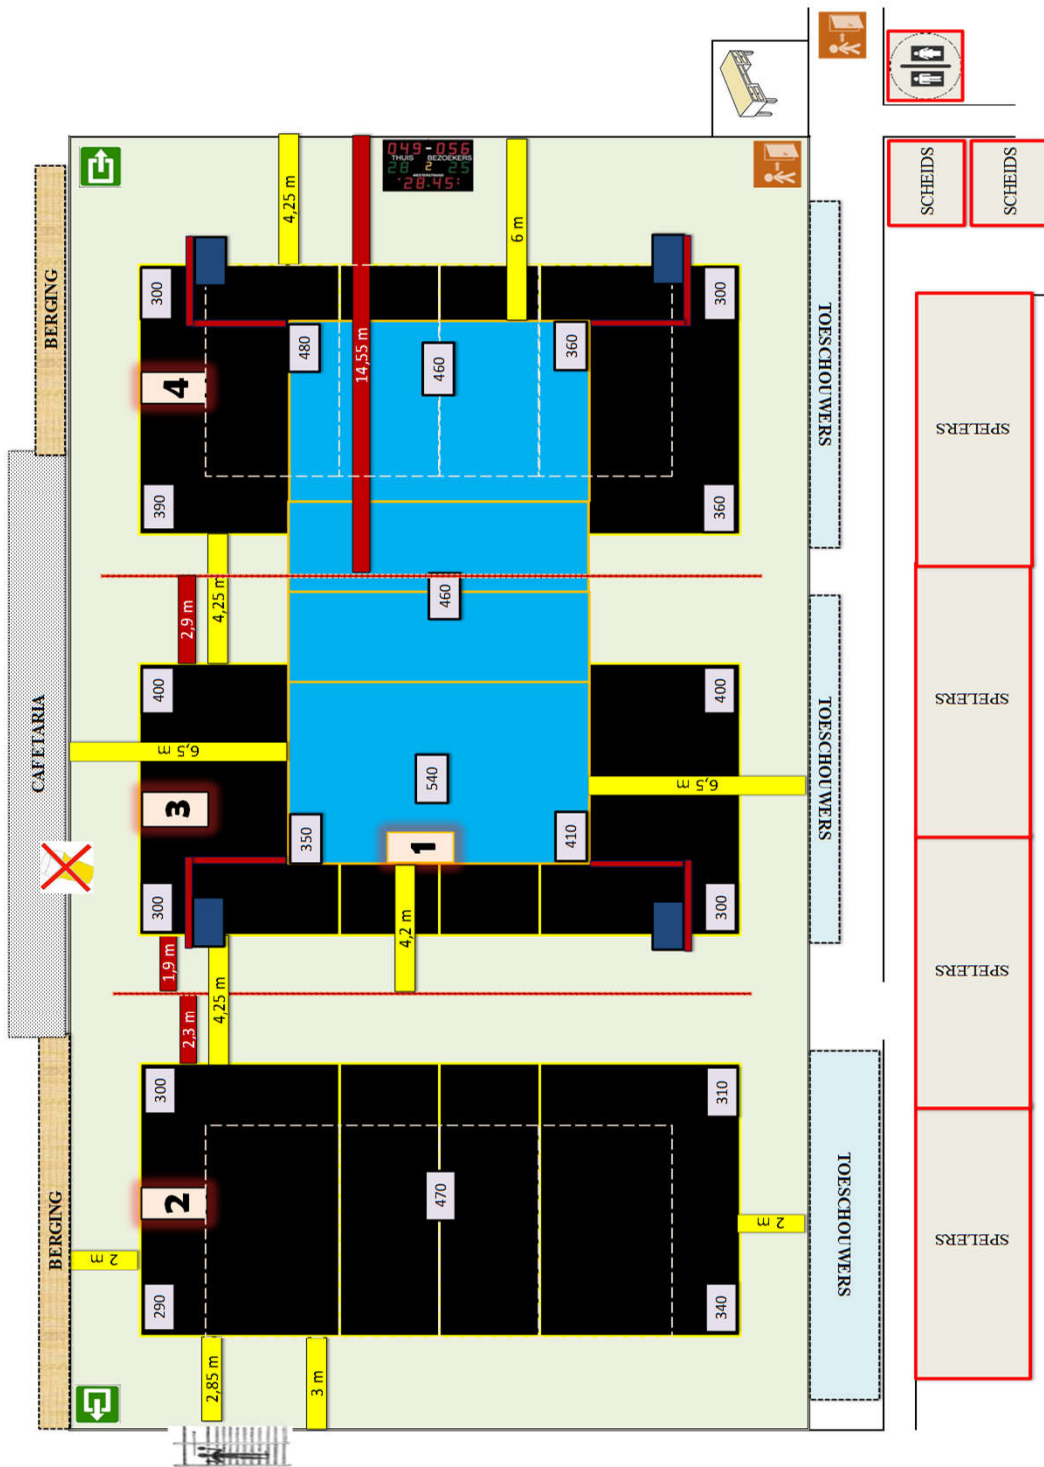 049-056
THUIS BEZOEKERS
28 2 25
28:45
SCHEIDS
SCHEIDS
BERGING
4,25 m
6 m
14,55 m
300
300
480
360
460
4
390
360
TOESCHOUWERS
SPELERS
2,9 m
4,25 m
460
CAFETARIA
400
400
6,5 m
6,5 m
3
540
350
410
1
TOESCHOUWERS
SPELERS
300
300
4,2 m
1,9 m
4,25 m
2,3 m
SPELERS
300
310
BERGING
2
470
TOESCHOUWERS
SPELERS
2 m
2 m
290
340
2,85 m
3 m